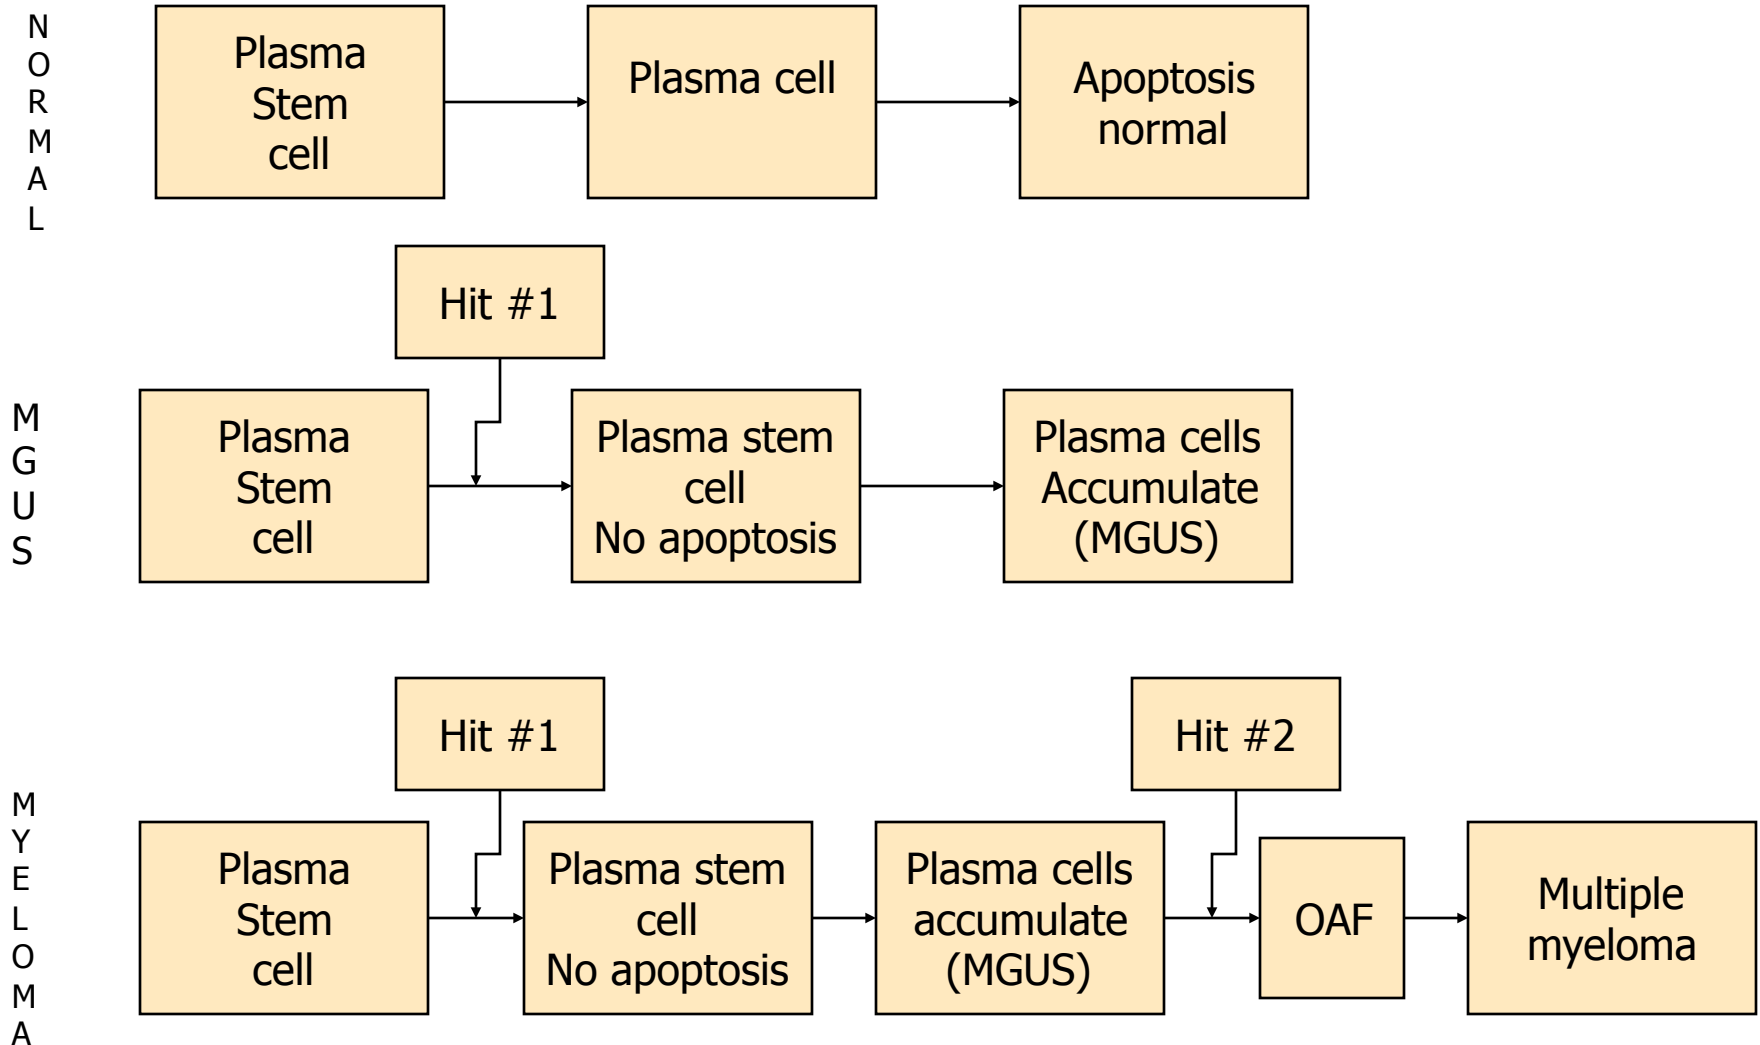 NORMAL
Plasma
Stem
cell
Plasma cell
Apoptosis
normal
Hit #1
MGUS
Plasma
Stem
cell
Plasma stem
cell
No apoptosis
Plasma cells
Accumulate
(MGUS)
Hit #1
Hit #2
MYELOMA
Plasma
Stem
cell
Plasma stem
cell
No apoptosis
Plasma cells
accumulate
(MGUS)
OAF
Multiple
myeloma